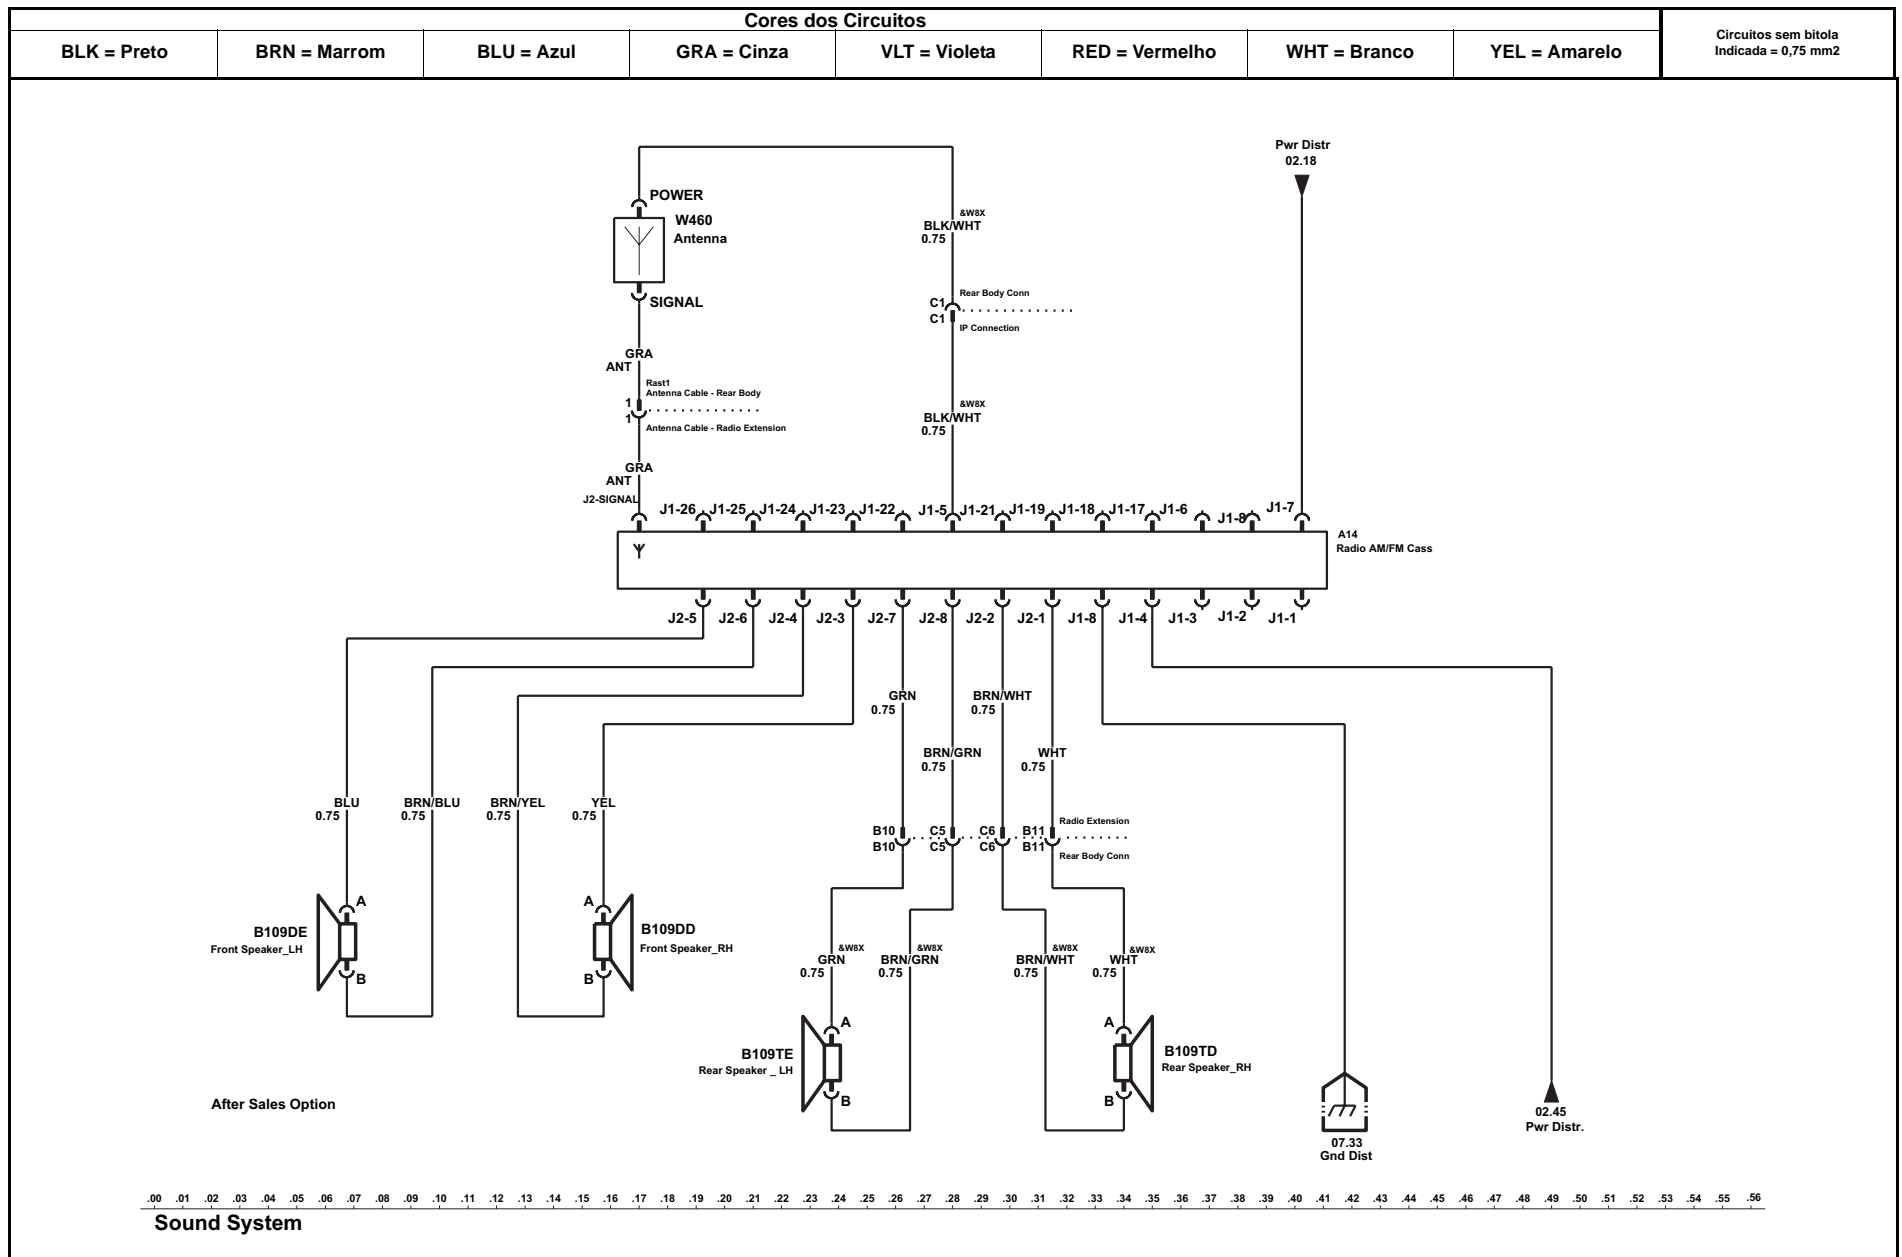 Cores dos Circuitos
BLK = Preto
BRN = Marrom
BLU = Azul
GRA = Cinza
VLT = Violeta
RED = Vermelho
WHT = Branco
YEL = Amarelo
Circuitos sem bitola
Indicada = 0,75 mm2
Pwr Distr
02.18
POWER
W460
Antenna
&W8X
BLK/WHT
0.75
SIGNAL
Rear Body Conn
C1
C1
IP Connection
GRA
ANT
Rast1
Antenna Cable - Rear Body
1
1
Antenna Cable - Radio Extension
&W8X
BLK/WHT
0.75
GRA
ANT
J2-SIGNAL
J1-26
J1-25
J1-24
J1-23
J1-22
J1-5
J1-21
J1-19
J1-18
J1-17
J1-6
J1-8
J1-7
A14
Radio AM/FM Cass
J2-5
J2-6
J2-4
J2-3
J2-7
J2-8
J2-2
J2-1
J1-8
J1-4
J1-3
J1-2
J1-1
GRN
0.75
BRN/WHT
0.75
BRN/GRN
0.75
WHT
0.75
BLU
0.75
BRN/BLU
0.75
BRN/YEL
0.75
YEL
0.75
Radio Extension
B10
C5
C6
B11
B10
C5
C6
B11
Rear Body Conn
A
B109DE
Front Speaker_LH
B
A
B109DD
Front Speaker_RH
B
&W8X
GRN
0.75
&W8X
BRN/GRN
0.75
&W8X
BRN/WHT
0.75
&W8X
WHT
0.75
A
B109TE
Rear Speaker _ LH
B
A
B109TD
Rear Speaker_RH
B
After Sales Option
07.33
Gnd Dist
02.45
Pwr Distr.
.00 .01 .02 .03 .04 .05 .06 .07 .08 .09 .10 .11 .12 .13 .14 .15 .16 .17 .18 .19 .20 .21 .22 .23 .24 .25 .26 .27 .28 .29 .30 .31 .32 .33 .34 .35 .36 .37 .38 .39 .40 .41 .42 .43 .44 .45 .46 .47 .48 .49 .50 .51 .52 .53 .54 .55 .56
Sound System